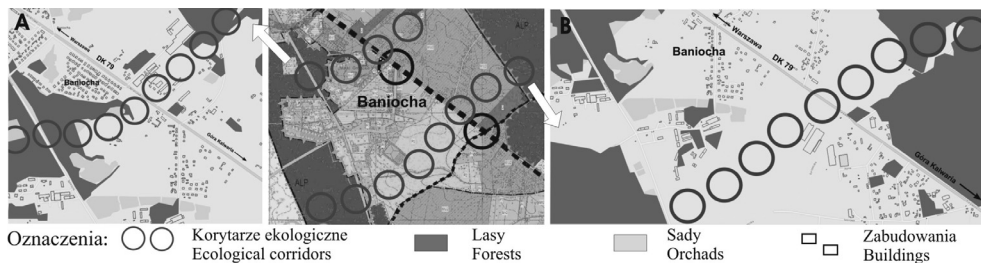 A
Warszawa
DK 79
Baniocha
Góra Kalwaria
ALP
Baniocha
ALP
B
Warszawa
Baniocha
DK 79
Góra Kalwaria
Oznaczenia:
Korytarze ekologiczne
Ecological corridors
Lasy
Forests
Sady
Orchards
Zabudowania
Buildings